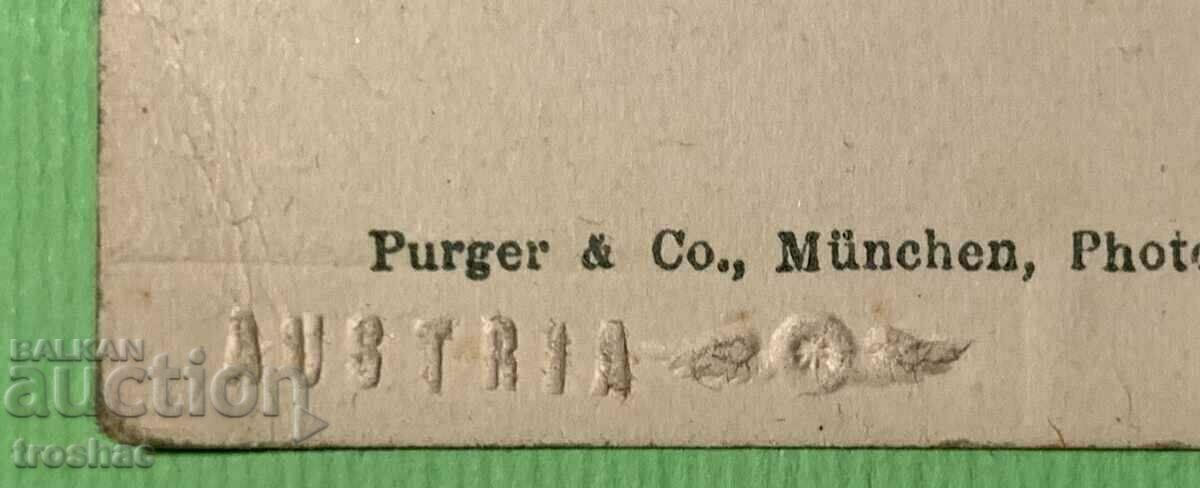 Purger & Co., München, Phot
AUSTRIA
BALKAN
auction
troshac